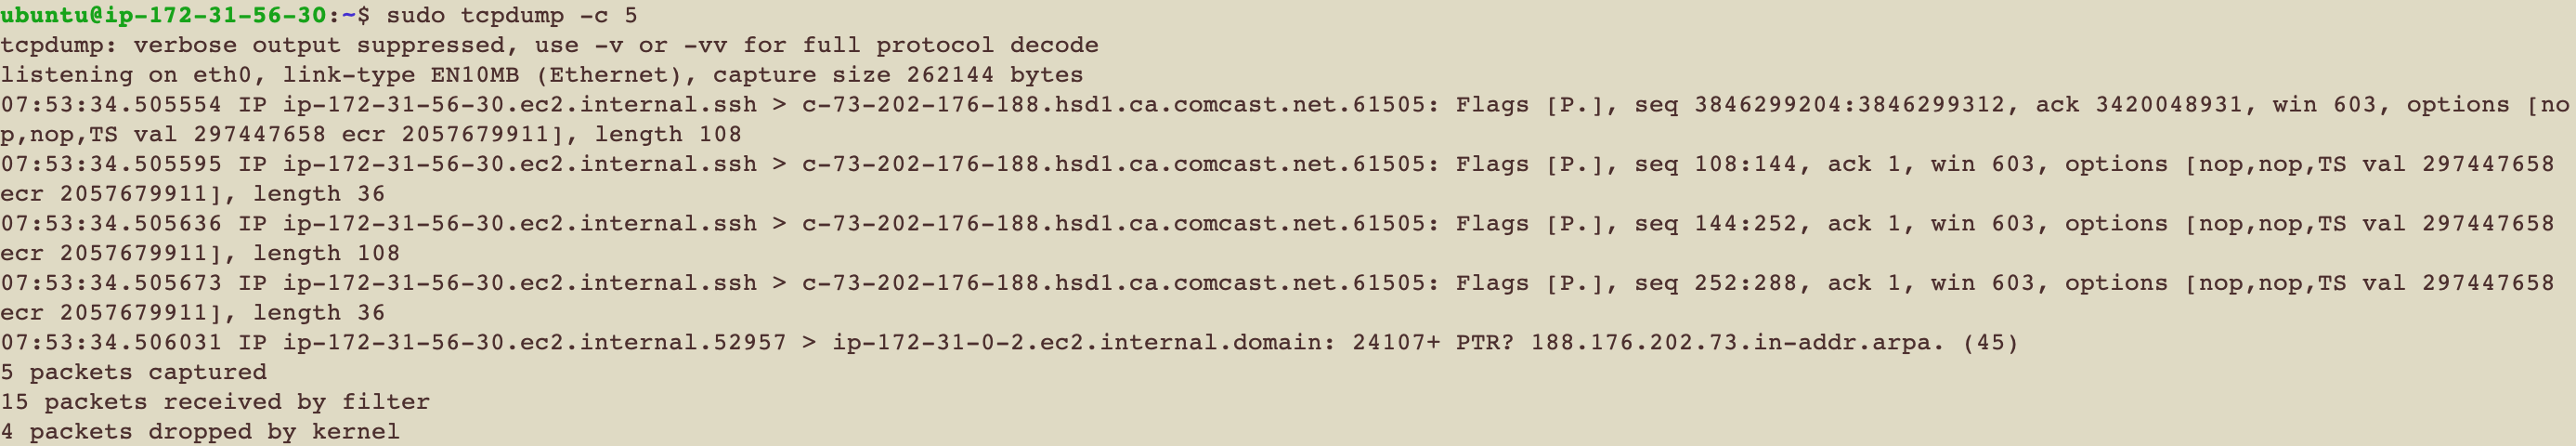 ubuntu@ip-172-31-56-30:~$ sudo tcpdump -c 5
tcpdump: verbose output suppressed, use -v or -vv for full protocol decode
listening on eth0, link-type EN10MB (Ethernet), capture size 262144 bytes
07:53:34.505554 IP ip-172-31-56-30.ec2.internal.ssh > c-73-202-176-188.hsd1.ca.comcast.net.61505: Flags [P.], seq 3846299204:3846299312, ack 3420048931, win 603, options [no
p,nop,TS val 297447658 ecr 2057679911], length 108
07:53:34.505595 IP ip-172-31-56-30.ec2.internal.ssh > c-73-202-176-188.hsd1.ca.comcast.net.61505: Flags [P.], seq 108:144, ack 1, win 603, options [nop,nop,TS val 297447658
ecr 2057679911], length 36
07:53:34.505636 IP ip-172-31-56-30.ec2.internal.ssh > c-73-202-176-188.hsd1.ca.comcast.net.61505: Flags [P.], seq 144:252, ack 1, win 603, options [nop,nop,TS val 297447658
ecr 2057679911], length 108
07:53:34.505673 IP ip-172-31-56-30.ec2.internal.ssh > c-73-202-176-188.hsd1.ca.comcast.net.61505: Flags [P.], seq 252:288, ack 1, win 603, options [nop,nop,TS val 297447658
ecr 2057679911], length 36
07:53:34.506031 IP ip-172-31-56-30.ec2.internal.52957 > ip-172-31-0-2.ec2.internal.domain: 24107+ PTR? 188.176.202.73.in-addr.arpa. (45)
5 packets captured
15 packets received by filter
4 packets dropped by kernel